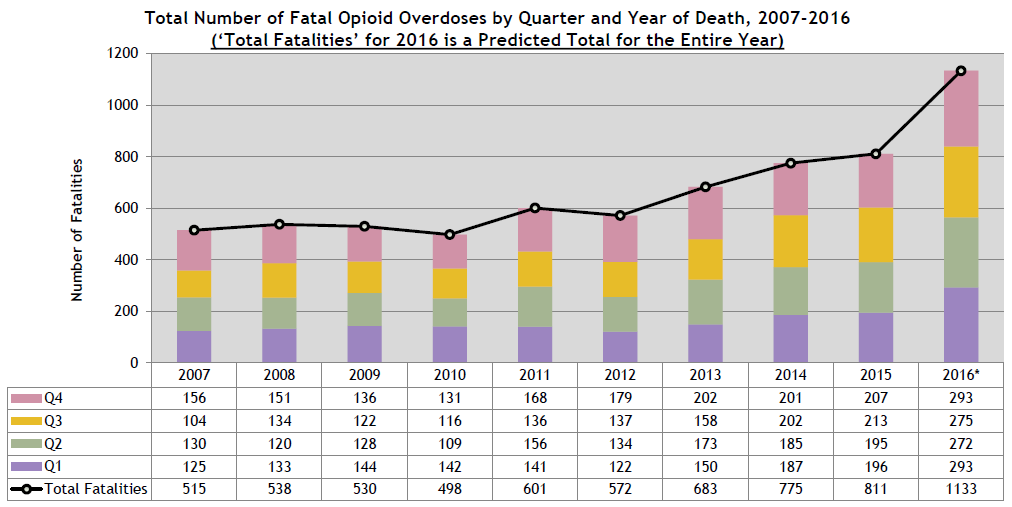 Total Number of Fatal Opioid Overdoses by Quarter and Year of Death, 2007-2016
(‘Total Fatalities’ for 2016 is a Predicted Total for the Entire Year)
Number of Fatalities
1200
1000
800
600
400
200
0
2007 2008 2009 2010 2011 2012 2013 2014 2015 2016*
Q4 156 151 136 131 168 179 202 201 207 293
Q3 104 134 122 116 136 137 158 202 213 275
Q2 130 120 128 109 156 134 173 185 195 272
Q1 125 133 144 142 141 122 150 187 196 293
Total Fatalities 515 538 530 498 601 572 683 775 811 1133